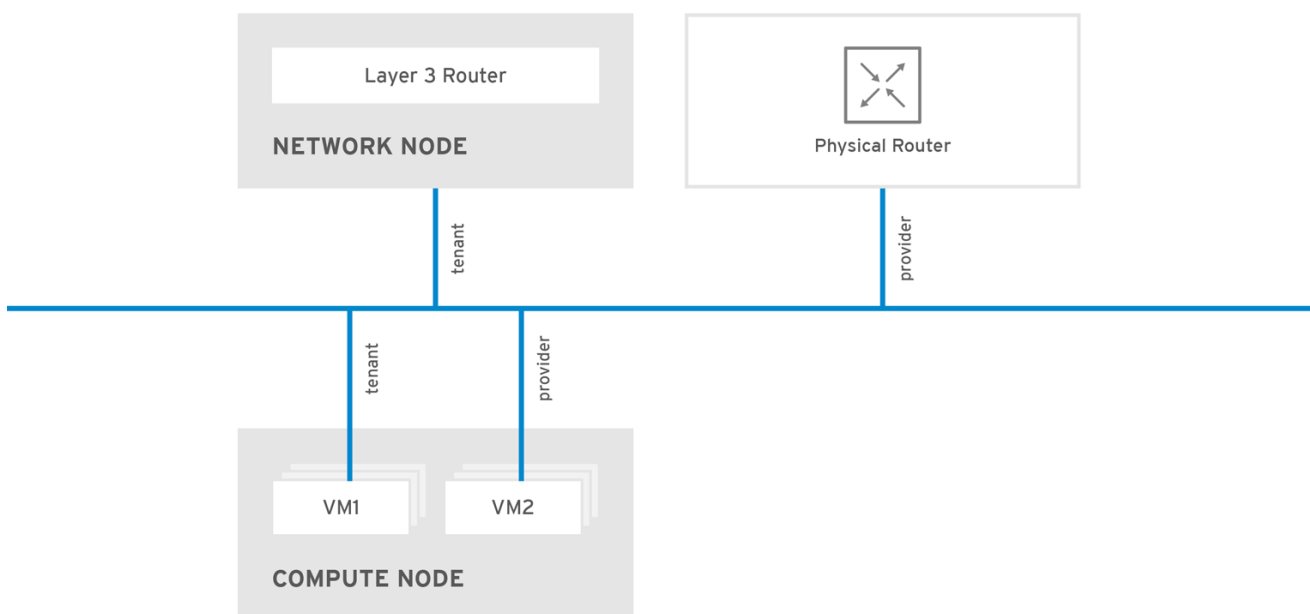 Layer 3 Router
NETWORK NODE
Physical Router
tenant
provider
tenant
provider
VM1
VM2
COMPUTE NODE